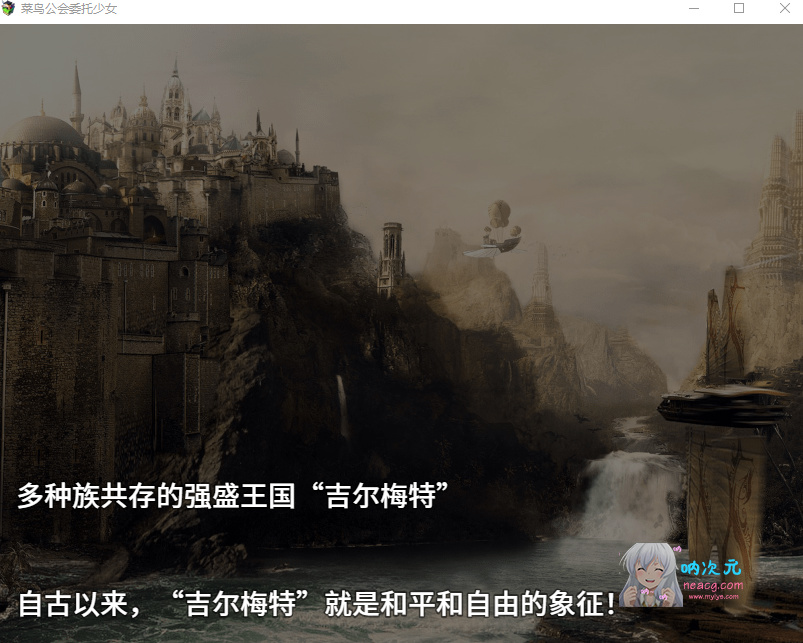 菜鸟公会委托少女
多种族共存的强盛王国“吉尔梅特”
自古以来，“吉尔梅特”就是和平和自由的象征！
呐次元
neacg.com
www.mylys.com